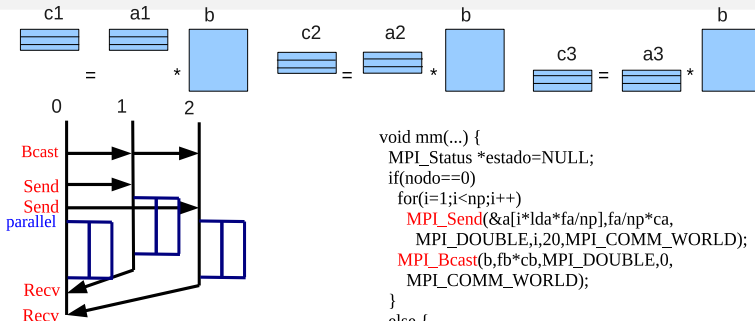 c1 a1 b
= *
c2 a2 b
= *
c3 a3 b
= *
0 1 2
Bcast
Send
Send
parallel
Recv
Recv
void mm(...) {
MPI_Status *estado=NULL;
if(nodo==0)
for(i=1;i<np;i++)
MPI_Send(&a[i*lda*fa/np],fa/np*ca,
MPI_DOUBLE,i,20,MPI_COMM_WORLD);
MPI_Bcast(b,fb*cb,MPI_DOUBLE,0,
MPI_COMM_WORLD);
}
else {